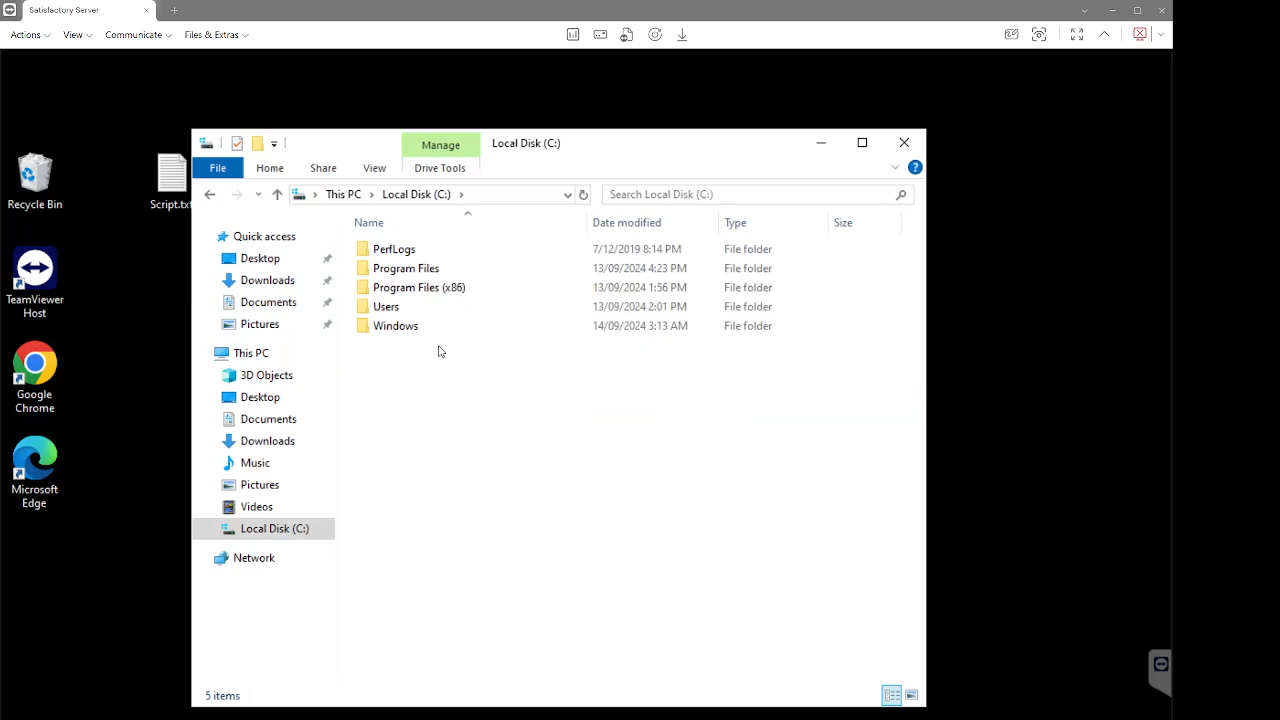 Satisfactory Server
Actions View Communicate Files & Extras
Recycle Bin
Script.txt
TeamViewer
Host
Google
Chrome
Microsoft
Edge
Manage Local Disk (C:)
File Home Share View Drive Tools
This PC Local Disk (C:) Search Local Disk (C:)
Name Date modified Type Size
PerfLogs 7/12/2019 8:14 PM File folder
Program Files 13/09/2024 4:23 PM File folder
Program Files (x86) 13/09/2024 1:56 PM File folder
Users 13/09/2024 2:01 PM File folder
Windows 14/09/2024 3:13 AM File folder
Quick access
Desktop
Downloads
Documents
Pictures
This PC
3D Objects
Desktop
Documents
Downloads
Music
Pictures
Videos
Local Disk (C:)
Network
5 items